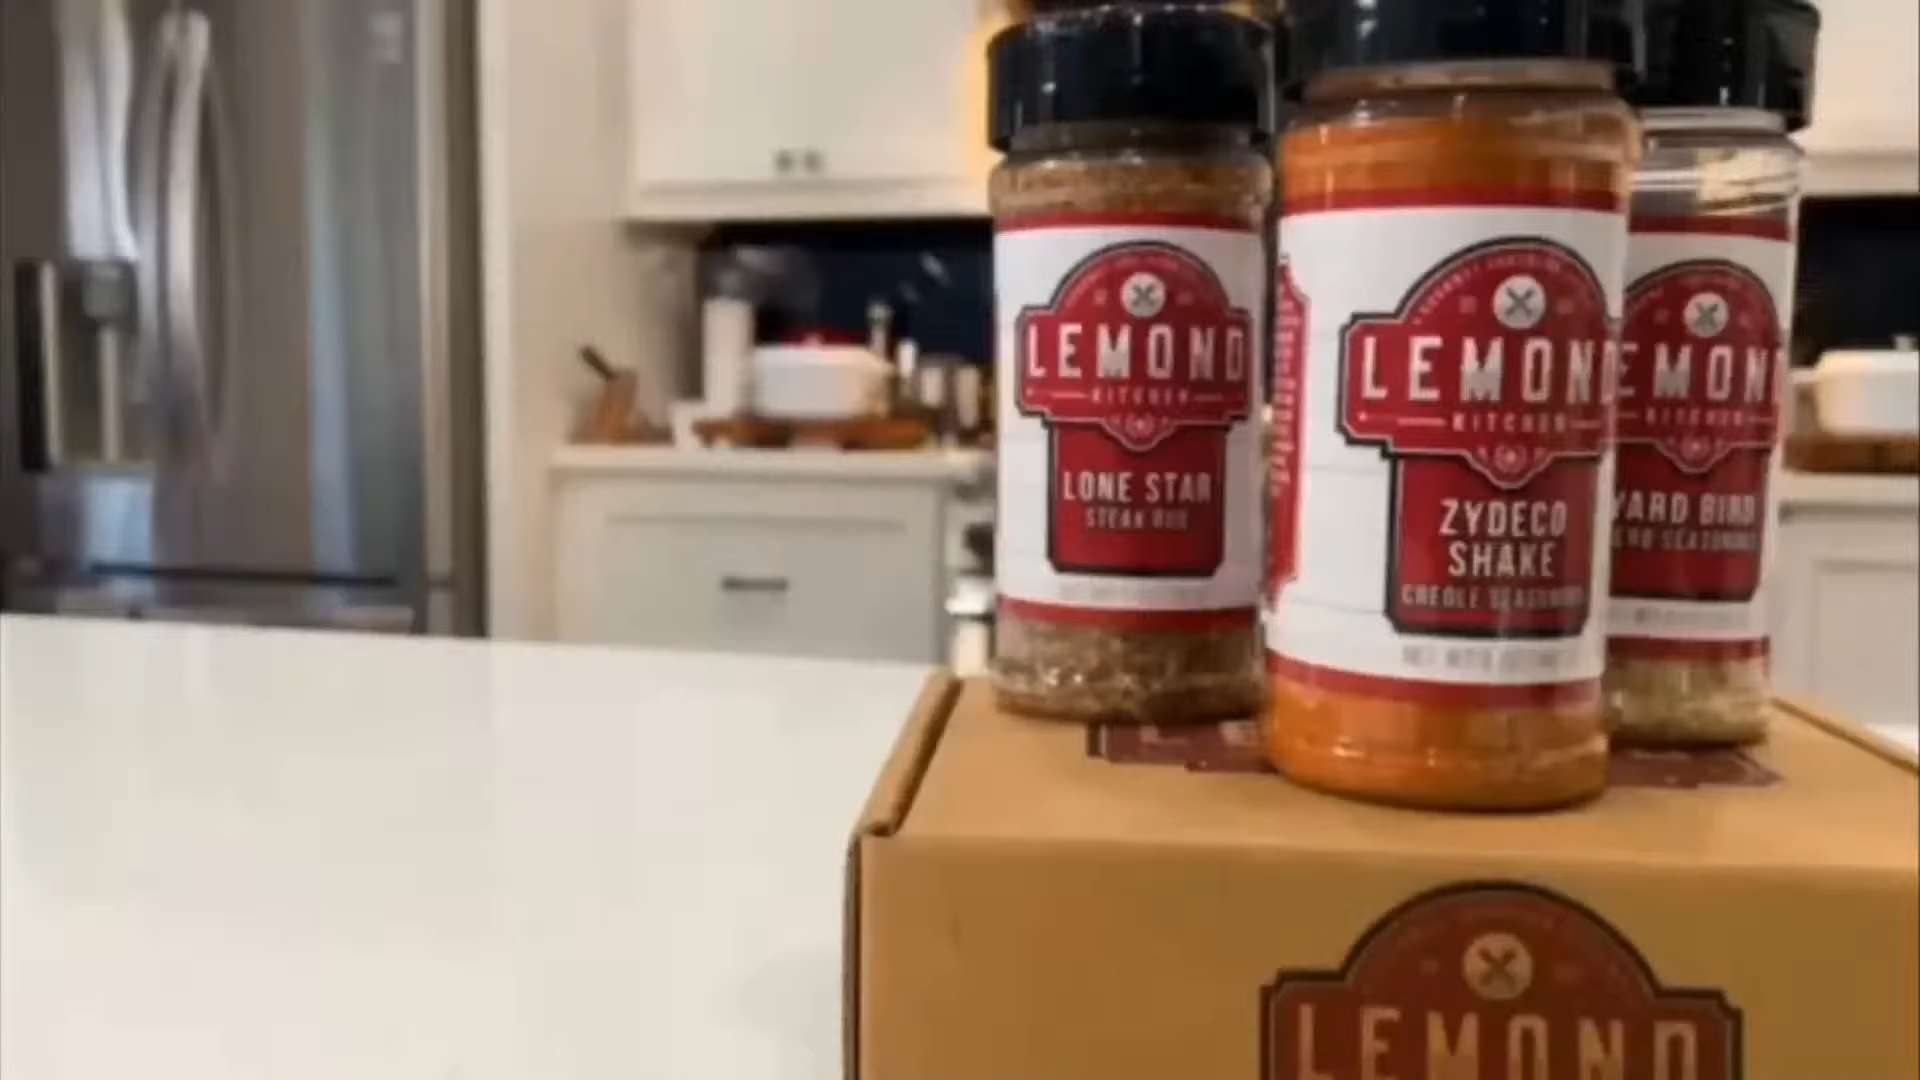 LEMOND
KITCHEN
LONE STAR
STEAK RUB
LEMOND
KITCHEN
ZYDECO
SHAKE
CREOLE SEASONING
EMOND
KITCHEN
YARD BIRD
LEMOND